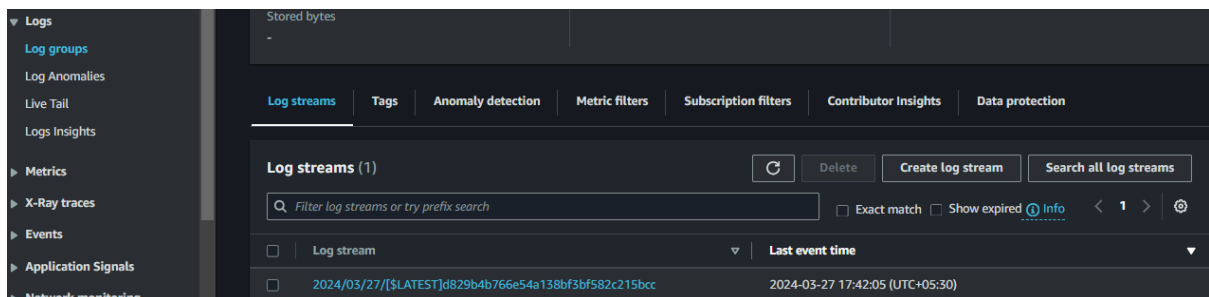 Logs
Log groups
Log Anomalies
Live Tail
Logs Insights
Metrics
X-Ray traces
Events
Application Signals
Network monitoring
Stored bytes
-
Log streams Tags Anomaly detection Metric filters Subscription filters Contributor Insights Data protection
Log streams (1)
Delete Create log stream Search all log streams
Filter log streams or try prefix search
Exact match Show expired Info 1
Log stream Last event time
2024/03/27/[$LATEST]d829b4b766e54a138bf3bf582c215bcc 2024-03-27 17:42:05 (UTC+05:30)